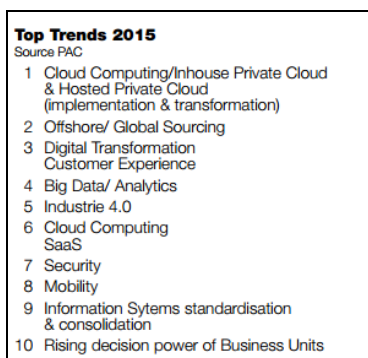 Top Trends 2015
Source PAC
1 Cloud Computing/Inhouse Private Cloud
& Hosted Private Cloud
(implementation & transformation)
2 Offshore/ Global Sourcing
3 Digital Transformation
Customer Experience
4 Big Data/ Analytics
5 Industrie 4.0
6 Cloud Computing
SaaS
7 Security
8 Mobility
9 Information Sytems standardisation
& consolidation
10 Rising decision power of Business Units